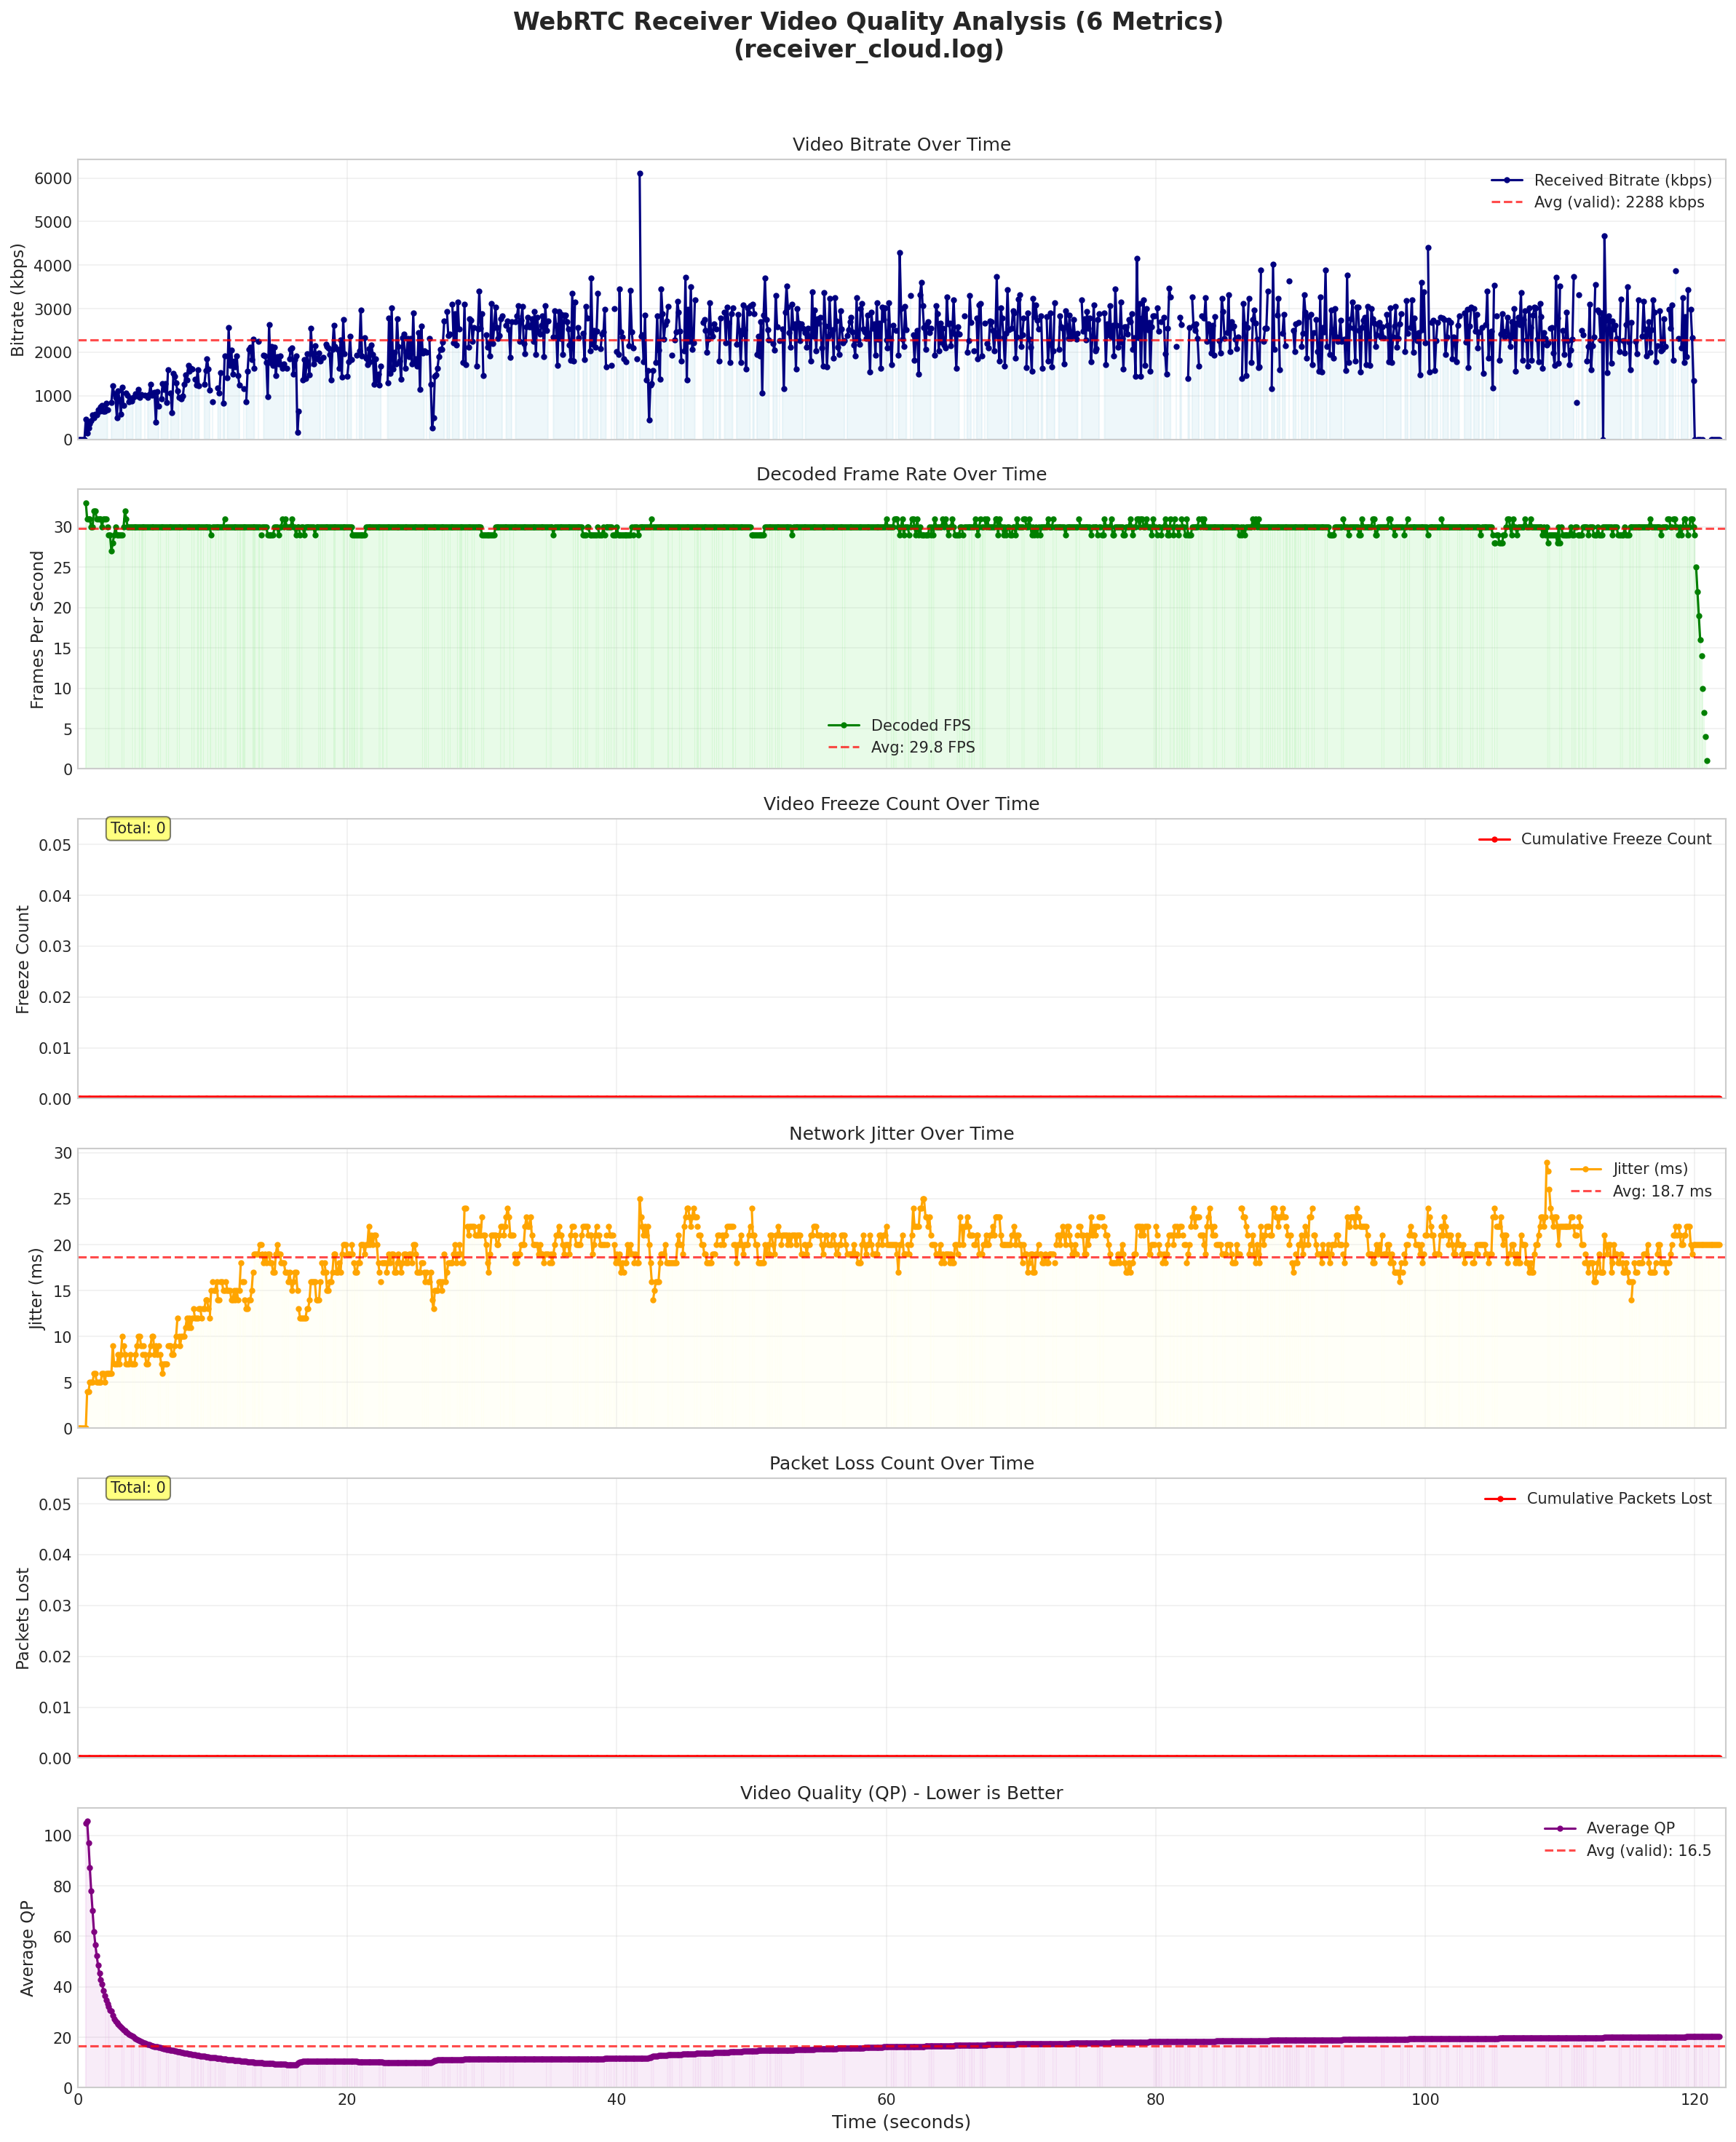 WebRTC Receiver Video Quality Analysis (6 Metrics)
(receiver_cloud.log)
Video Bitrate Over Time
Bitrate (kbps)
6000
5000
4000
3000
2000
1000
0
Received Bitrate (kbps)
Avg (valid): 2288 kbps
Decoded Frame Rate Over Time
Frames Per Second
30
25
20
15
10
5
0
Decoded FPS
Avg: 29.8 FPS
Video Freeze Count Over Time
Total: 0
Freeze Count
0.05
0.04
0.03
0.02
0.01
0.00
Cumulative Freeze Count
Network Jitter Over Time
Jitter (ms)
30
25
20
15
10
5
0
Jitter (ms)
Avg: 18.7 ms
Packet Loss Count Over Time
Total: 0
Packets Lost
0.05
0.04
0.03
0.02
0.01
0.00
Cumulative Packets Lost
Video Quality (QP) - Lower is Better
Average QP
100
80
60
40
20
0
Average QP
Avg (valid): 16.5
0 20 40 60 80 100 120
Time (seconds)